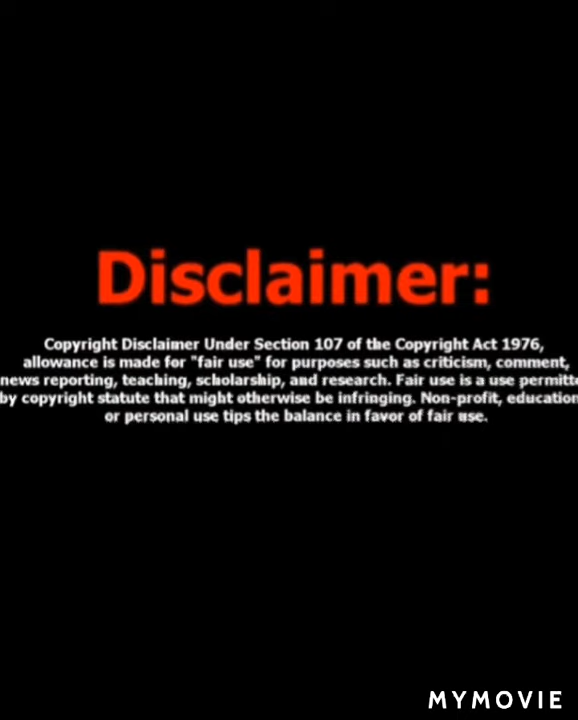 Disclaimer:
Copyright Disclaimer Under Section 107 of the Copyright Act 1976,
allowance is made for "fair use" for purposes such as criticism, comment,
news reporting, teaching, scholarship, and research. Fair use is a use permitte
by copyright statute that might otherwise be infringing. Non-profit, education
or personal use tips the balance in favor of fair use.
MYMOVIE